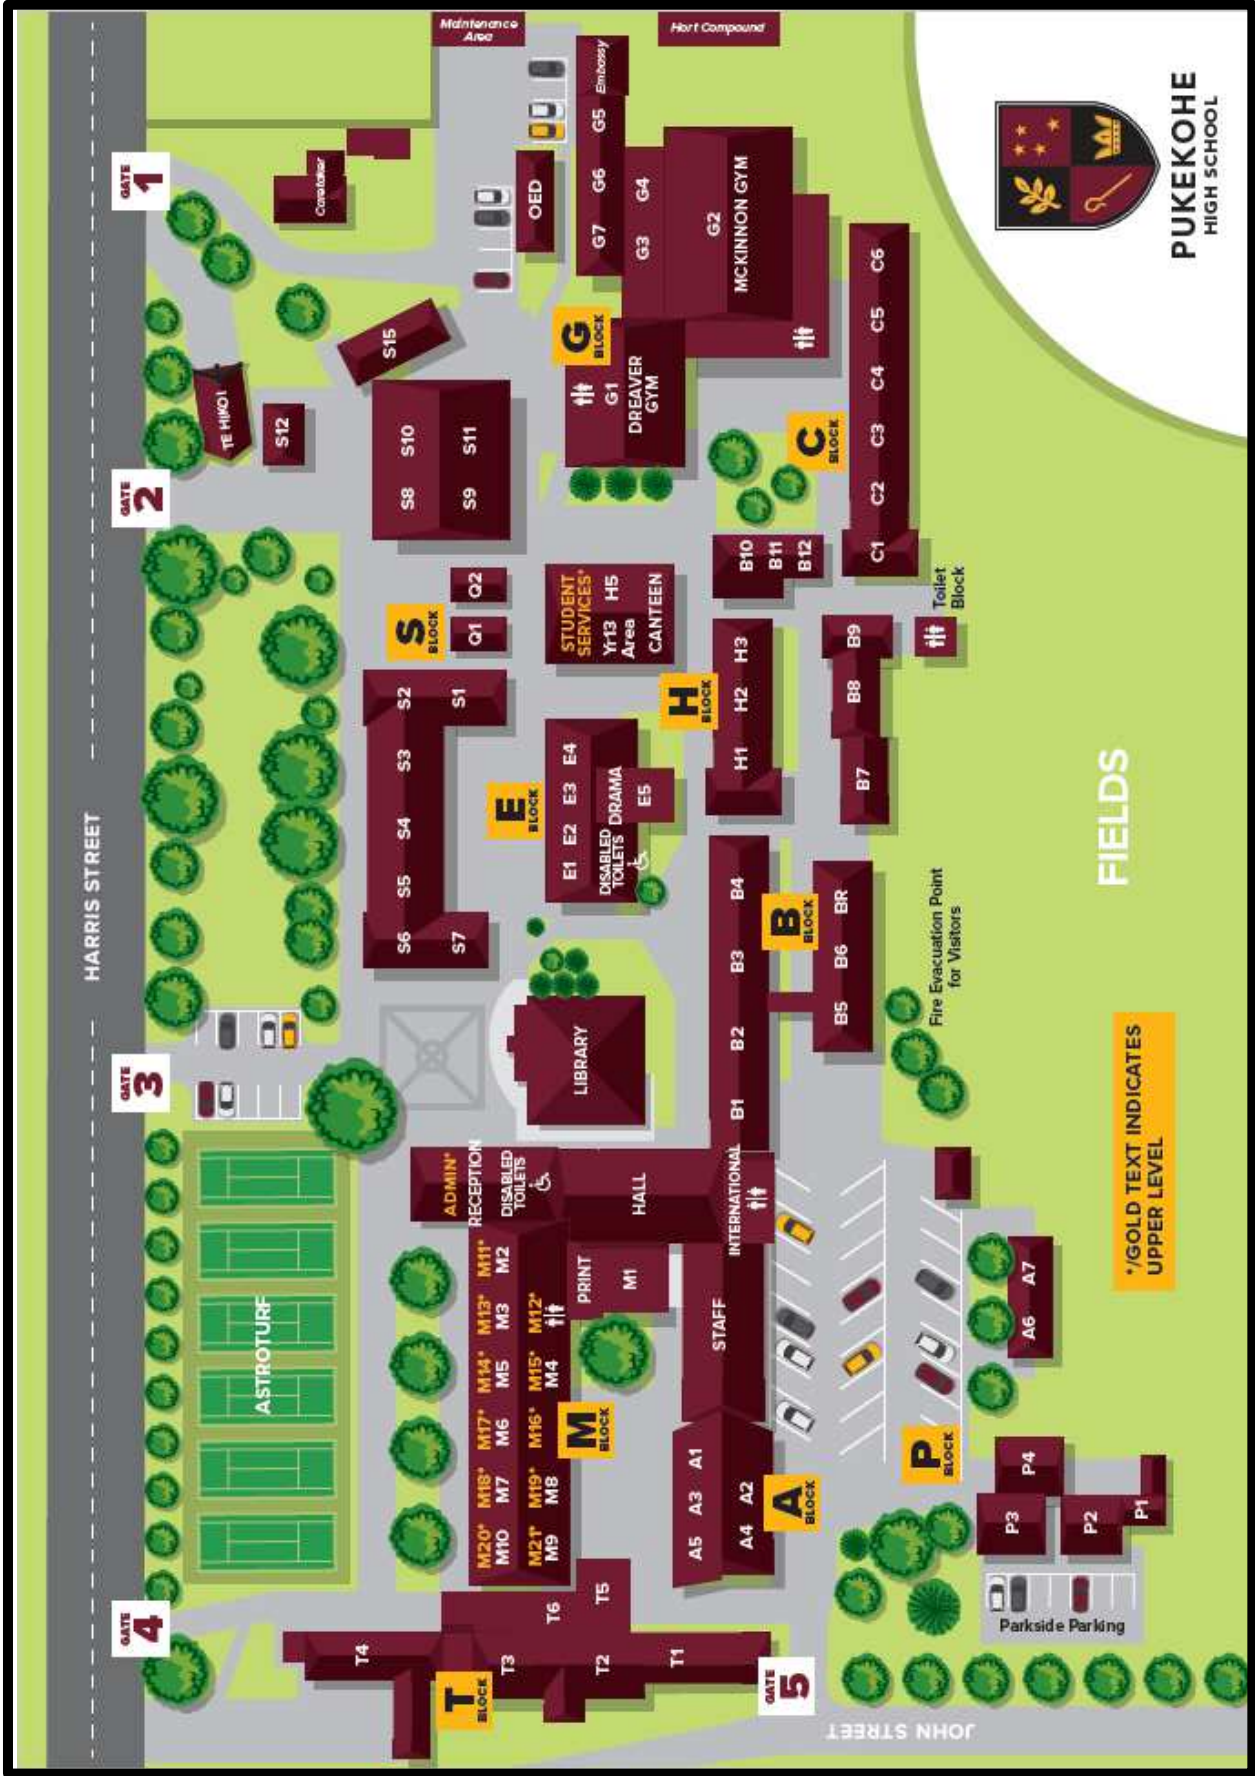 HARRIS STREET
GATE
4
GATE
3
GATE
2
GATE
1
ASTROTURF
TE HIKOI
S12
Caretaker
Maintenance
Area
Hort Compound
T4
T
BLOCK
T3
T6
T5
T2
T1
GATE
5
JOHN STREET
M20* M18* M17* M14* M13* M11*
M10 M7 M6 M5 M3 M2
M21* M19* M16* M15* M12*
M9 M8 M4
M
BLOCK
ADMIN*
RECEPTION
DISABLED
TOILETS
HALL
PRINT
M1
INTERNATIONAL
STAFF
A5 A3 A1
A4 A2
A
BLOCK
LIBRARY
S6 S5 S4 S3 S2
S7 S1
S
BLOCK
Q1 Q2
S8 S10
S9 S11
S15
E
BLOCK
E1 E2 E3 E4
DISABLED
TOILETS
DRAMA
E5
STUDENT
SERVICES*
Yr13
Area
H5
CANTEEN
H
BLOCK
H1 H2 H3
G
BLOCK
G1
DREAVER
GYM
OED
G7 G6 G5 Embassy
G3 G4
G2
MCKINNON GYM
B1 B2 B3 B4
B
BLOCK
B5 B6 BR
B7 B8 B9
B10
B11
B12
C
BLOCK
C1 C2 C3 C4 C5 C6
Toilet
Block
Fire Evacuation Point
for Visitors
FIELDS
P
BLOCK
A6 A7
P3 P4
P2
P1
Parkside Parking
*/GOLD TEXT INDICATES
UPPER LEVEL
PUKEKOHE
HIGH SCHOOL